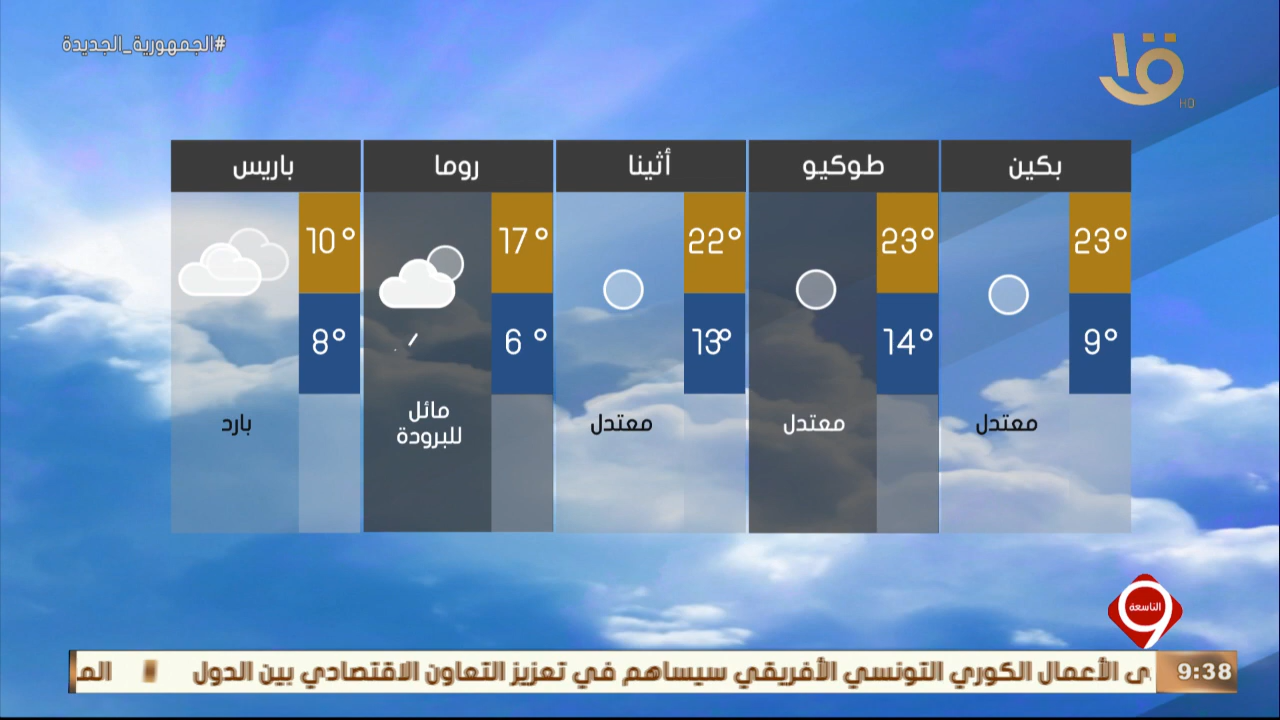 #الجمهورية_الجديدة
HD
بكين
23°
9°
معتدل
طوكيو
23°
14°
معتدل
أثينا
22°
13°
معتدل
روما
17°
6°
مائل
للبرودة
باريس
10°
8°
بارد
التاسعة
9
9:38
الأعمال الكوري التونسي الأفريقي سيساهم في تعزيز التعاون الاقتصادي بين الدول